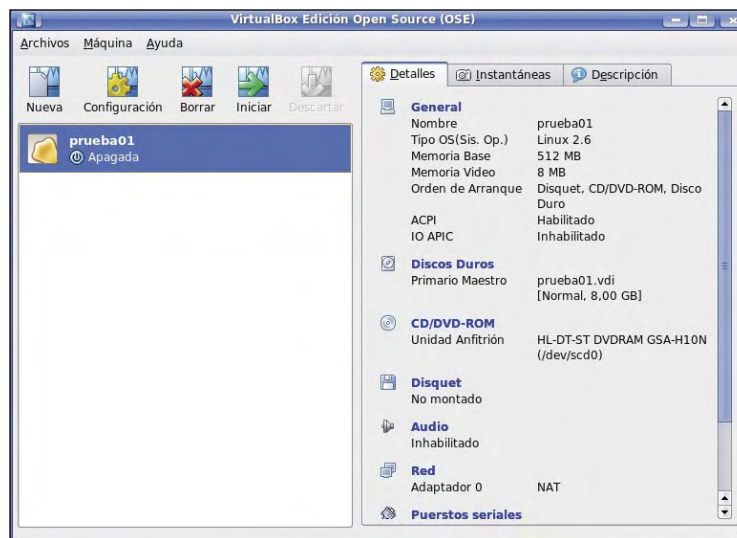 VirtualBox Edición Open Source (OSE)
Archivos Máquina Ayuda
Nueva Configuración Borrar Iniciar Descartar
prueba01
Apagada
Detalles Instantáneas Descripción
General
Nombre prueba01
Tipo OS(Sis. Op.) Linux 2.6
Memoria Base 512 MB
Memoria Video 8 MB
Orden de Arranque Disquet, CD/DVD-ROM, Disco
Duro
ACPI Habilitado
IO APIC Inhabilitado
Discos Duros
Primario Maestro prueba01.vdi
[Normal, 8,00 GB]
CD/DVD-ROM
Unidad Anfitrión HL-DT-ST DVDRAM GSA-H10N
(/dev/scd0)
Disquet
No montado
Audio
Inhabilitado
Red
Adaptador 0 NAT
Puerstos seriales